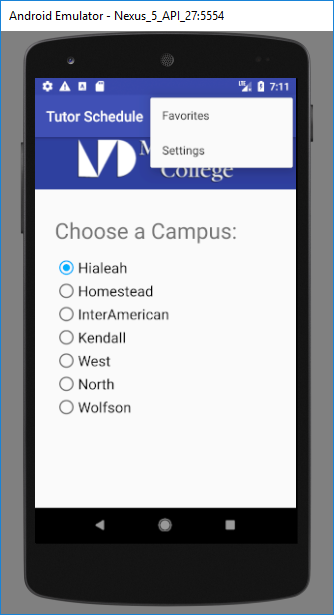 Android Emulator - Nexus_5_API_27:5554
LTE 7:11
Tutor Schedule
Favorites
Settings
M
College
Choose a Campus:
Hialeah
Homestead
InterAmerican
Kendall
West
North
Wolfson